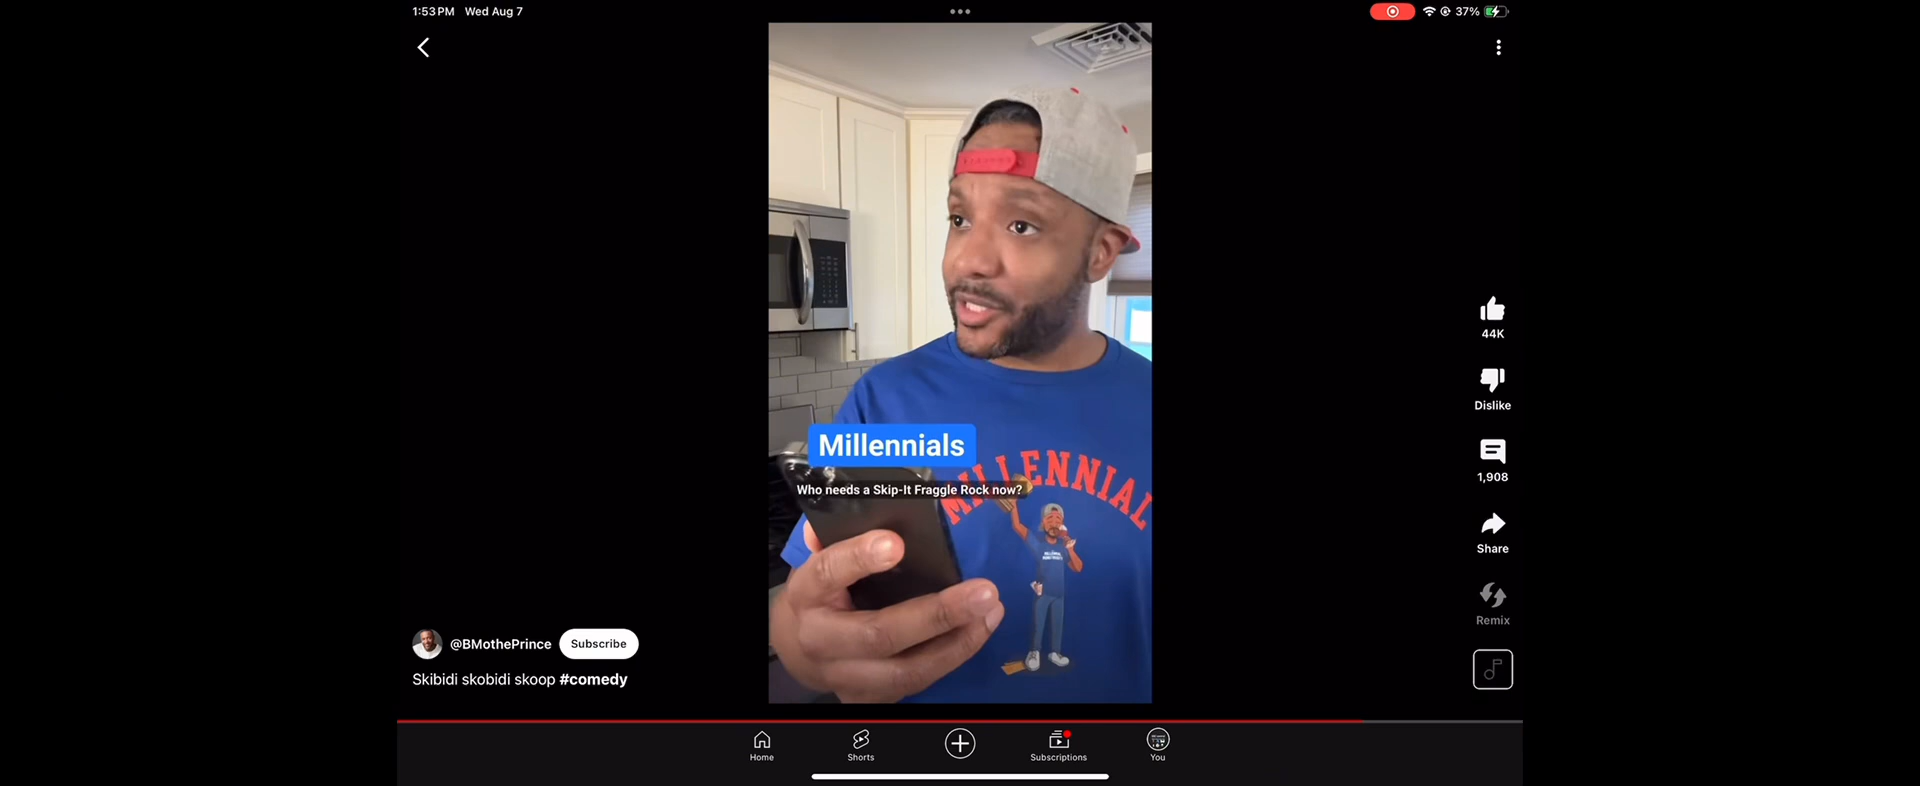 1:53 PM Wed Aug 7
37%
Millennials
MILLENNIAL
Who needs a Skip-It Fraggle Rock now?
44K
Dislike
1,908
Share
Remix
@BMothePrince Subscribe
Skibidi skobidi skoop #comedy
Home
Shorts
Subscriptions
You